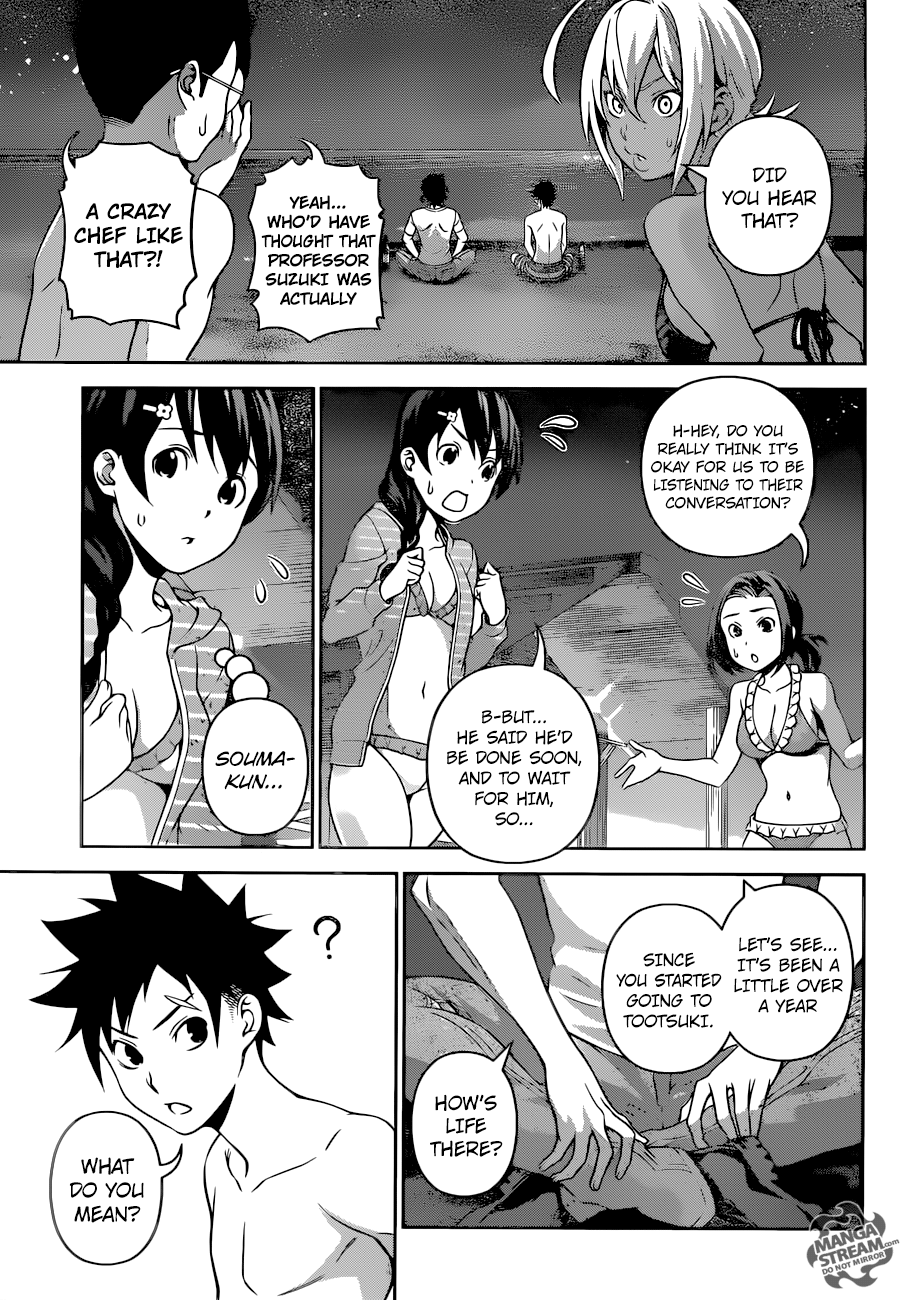 DID
YOU HEAR
THAT?
YEAH...
WHO'D HAVE
THOUGHT THAT
PROFESSOR
SUZUKI WAS
ACTUALLY
A CRAZY
CHEF LIKE
THAT?!
H-HEY, DO YOU
REALLY THINK IT'S
OKAY FOR US TO BE
LISTENING TO THEIR
CONVERSATION?
B-BUT...
HE SAID HE'D
BE DONE SOON,
AND TO WAIT
FOR HIM,
SO...
SOUMA-
KUN...
LET'S SEE...
IT'S BEEN A
LITTLE OVER
A YEAR
SINCE
YOU STARTED
GOING TO
TOOTSUKI.
HOW'S
LIFE
THERE?
?
WHAT
DO YOU
MEAN?
MANGA
STREAM.com
DO NOT MIRROR